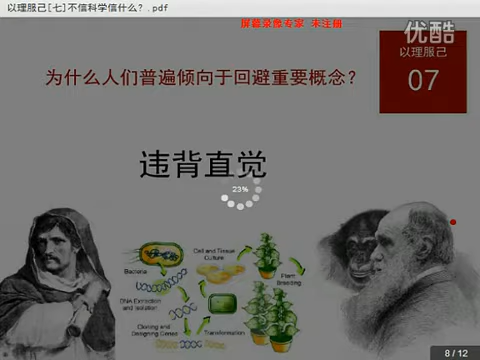 以理服己[七]不信科学信什么？.pdf
屏幕录像专家 未注册
优酷
以理服己
07
为什么人们普遍倾向于回避重要概念？
违背直觉
23%
Cell and Tissue
Culture
Bacteria
Plant
Breeding
DNA Extraction
and Isolation
Cloning and
Designing Genes
Transformation
8 / 12